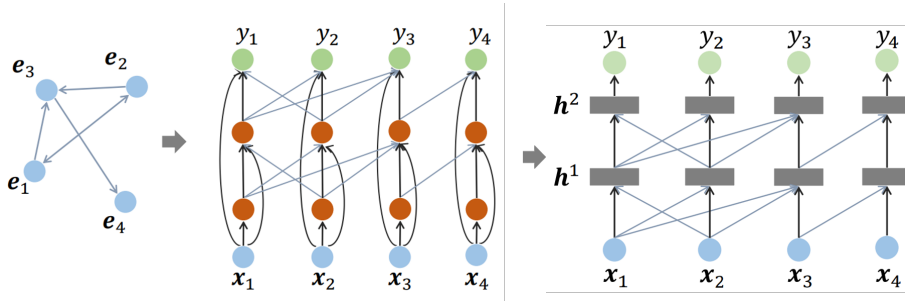 e₃ e₂
e₁
e₄
y₁ y₂ y₃ y₄
x₁ x₂ x₃ x₄
y₁ y₂ y₃ y₄
h²
h¹
x₁ x₂ x₃ x₄